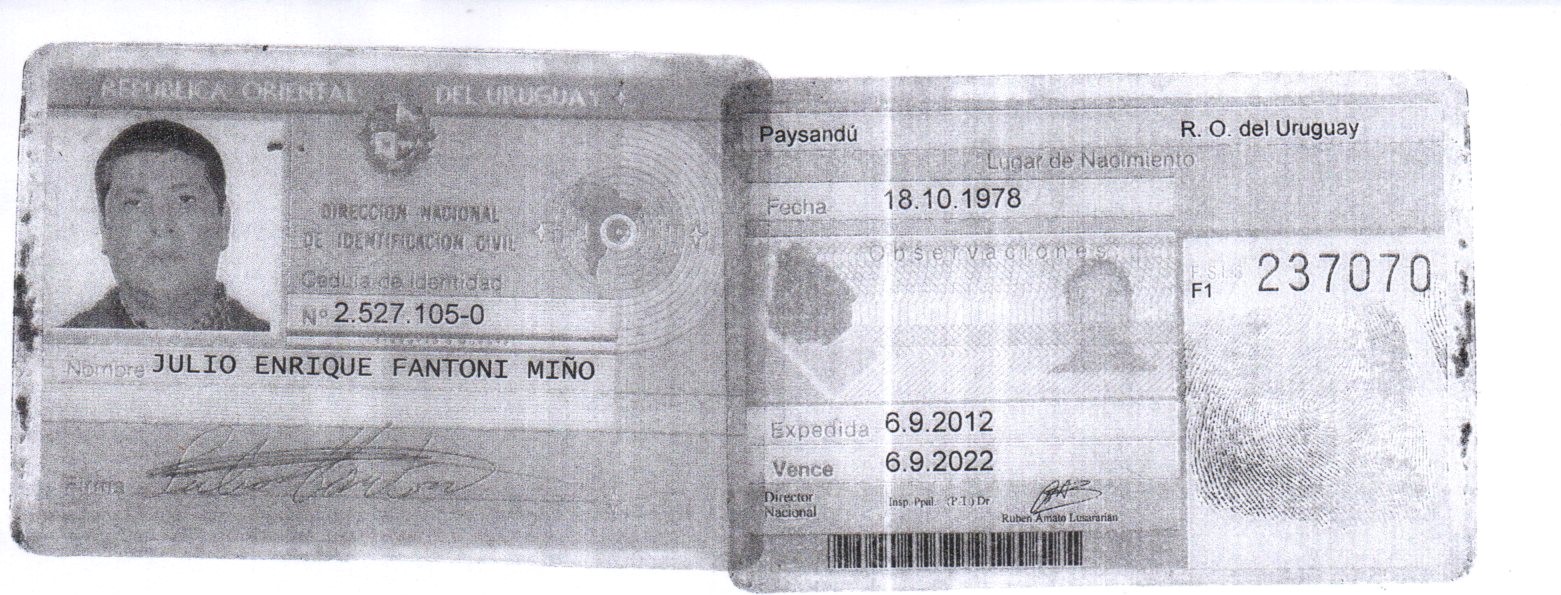 REPUBLICA ORIENTAL DEL URUGUAY
DIRECCION NACIONAL
DE IDENTIFICACION CIVIL
Cedula de Identidad
Nº 2.527.105-0
Nombre JULIO ENRIQUE FANTONI MIÑO
Firma
Paysandú R. O. del Uruguay
Lugar de Nacimiento
Fecha 18.10.1978
Observaciones
237070
F1
Expedida 6.9.2012
Vence 6.9.2022
Director
Nacional
Insp. Ppal. (P.T.) Dr
Ruben Amato Lusararian